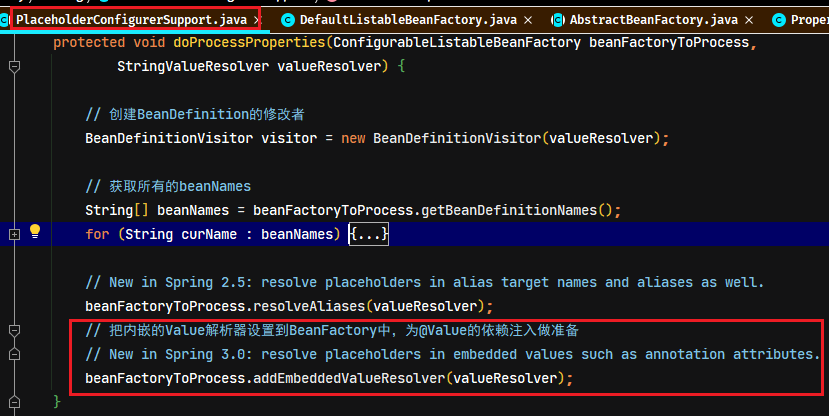 PlaceholderConfigurerSupport.java DefaultListableBeanFactory.java AbstractBeanFactory.java Prope
protected void doProcessProperties(ConfigurableListableBeanFactory beanFactoryToProcess,
StringValueResolver valueResolver) {
// 创建BeanDefinition的修改者
BeanDefinitionVisitor visitor = new BeanDefinitionVisitor(valueResolver);
// 获取所有的beanNames
String[] beanNames = beanFactoryToProcess.getBeanDefinitionNames();
for (String curName : beanNames) {...}
// New in Spring 2.5: resolve placeholders in alias target names and aliases as well.
beanFactoryToProcess.resolveAliases(valueResolver);
// 把内嵌的Value解析器设置到BeanFactory中，为@Value的依赖注入做准备
// New in Spring 3.0: resolve placeholders in embedded values such as annotation attributes.
beanFactoryToProcess.addEmbeddedValueResolver(valueResolver);
}